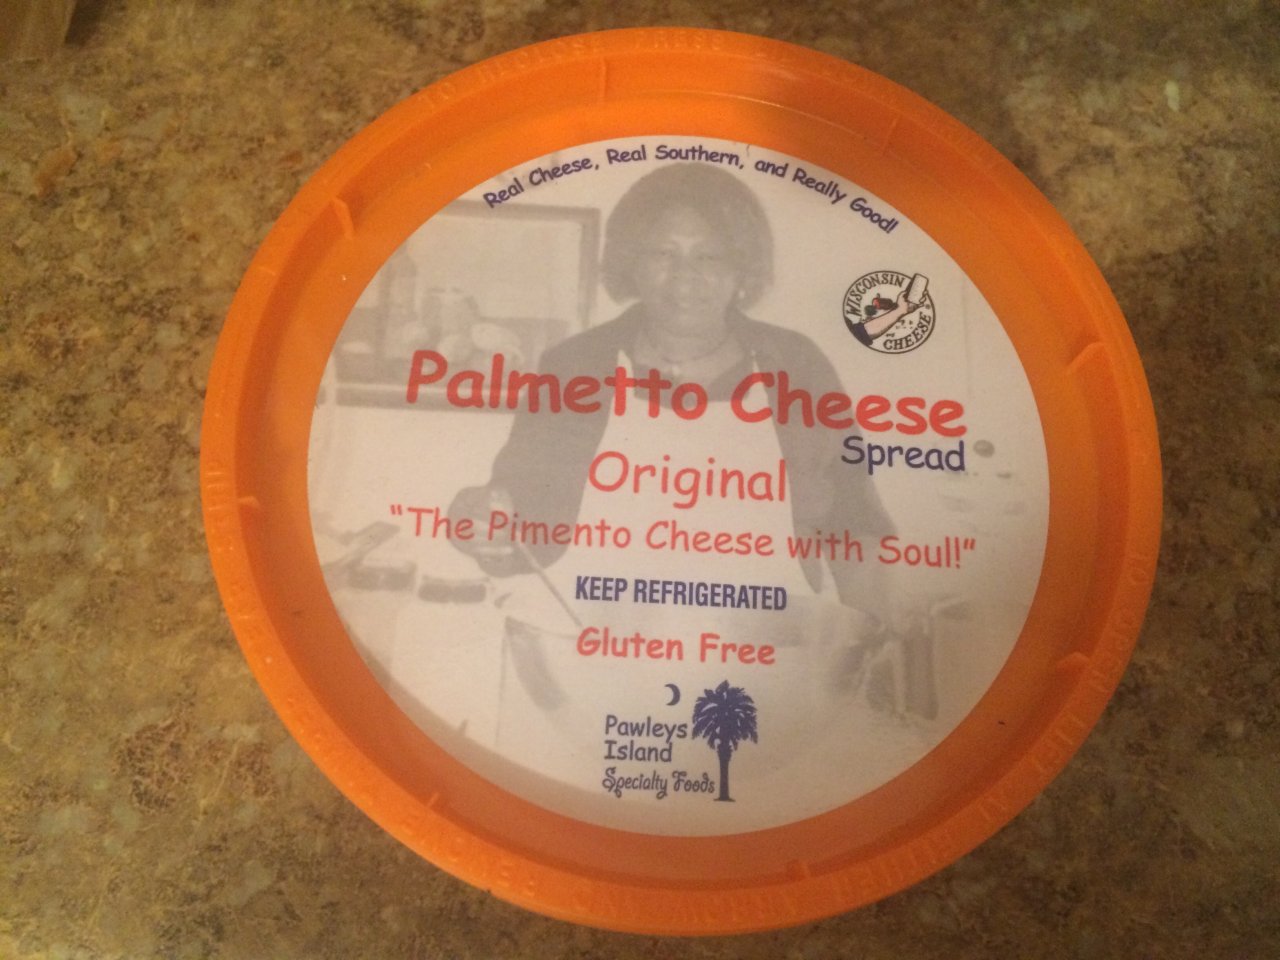 Real Cheese, Real Southern, and Really Good!
WISCONSIN
CHEESE
Palmetto Cheese
Spread
Original
"The Pimento Cheese with Soul!"
KEEP REFRIGERATED
Gluten Free
Pawleys
Island
Specialty Foods